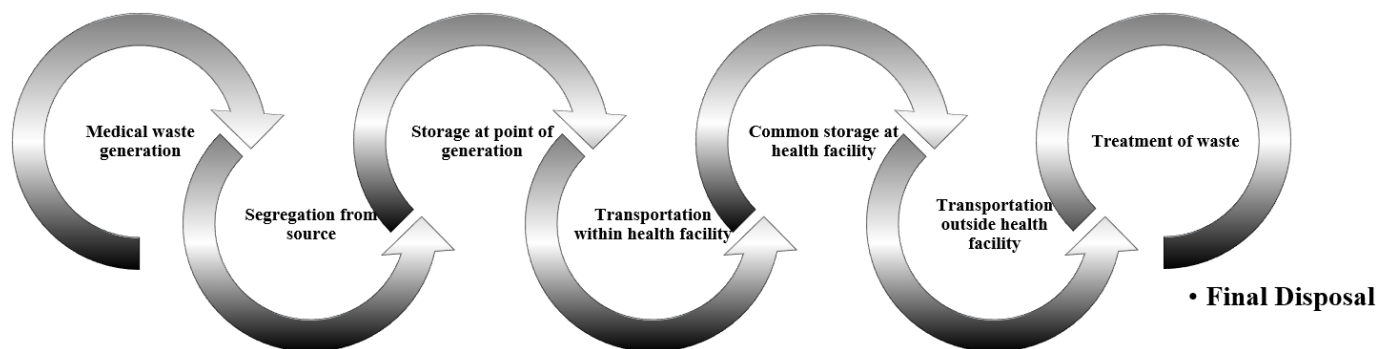 Medical waste
generation
Segregation from
source
Storage at point of
generation
Transportation
within health facility
Common storage at
health facility
Transportation
outside health
facility
Treatment of waste
• Final Disposal